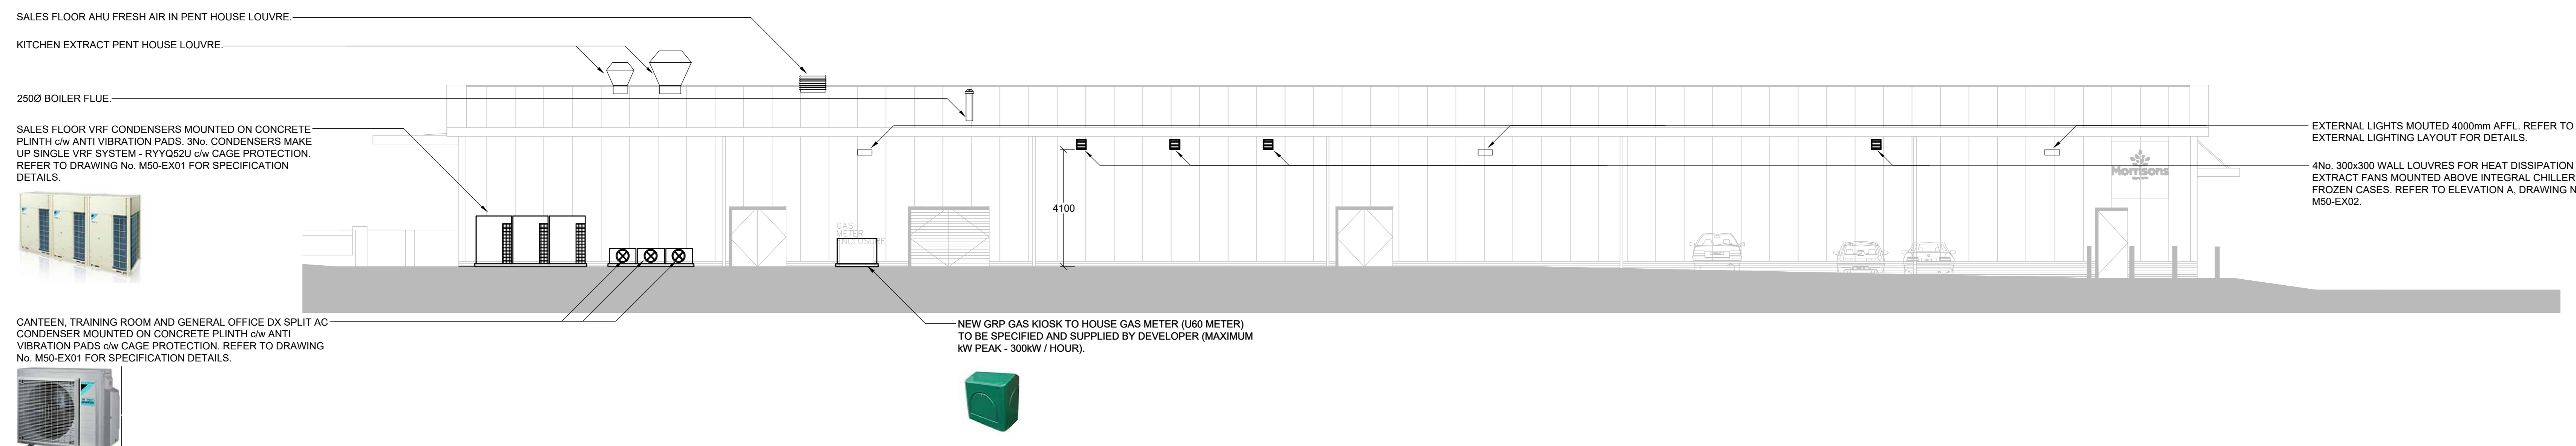 SALES FLOOR AHU FRESH AIR IN PENT HOUSE LOUVRE.
KITCHEN EXTRACT PENT HOUSE LOUVRE.
250Ø BOILER FLUE.
SALES FLOOR VRF CONDENSERS MOUNTED ON CONCRETE
PLINTH c/w ANTI VIBRATION PADS. 3No. CONDENSERS MAKE
UP SINGLE VRF SYSTEM - RYYQ52U c/w CAGE PROTECTION.
REFER TO DRAWING No. M50-EX01 FOR SPECIFICATION
DETAILS.
EXTERNAL LIGHTS MOUTED 4000mm AFFL. REFER TO
EXTERNAL LIGHTING LAYOUT FOR DETAILS.
4No. 300x300 WALL LOUVRES FOR HEAT DISSIPATION
EXTRACT FANS MOUNTED ABOVE INTEGRAL CHILLER
FROZEN CASES. REFER TO ELEVATION A, DRAWING N
M50-EX02.
Morrisons
4100
GAS
METER
ENCLOSURE
CANTEEN, TRAINING ROOM AND GENERAL OFFICE DX SPLIT AC
CONDENSER MOUNTED ON CONCRETE PLINTH c/w ANTI
VIBRATION PADS c/w CAGE PROTECTION. REFER TO DRAWING
No. M50-EX01 FOR SPECIFICATION DETAILS.
NEW GRP GAS KIOSK TO HOUSE GAS METER (U60 METER)
TO BE SPECIFIED AND SUPPLIED BY DEVELOPER (MAXIMUM
kW PEAK - 300kW / HOUR).